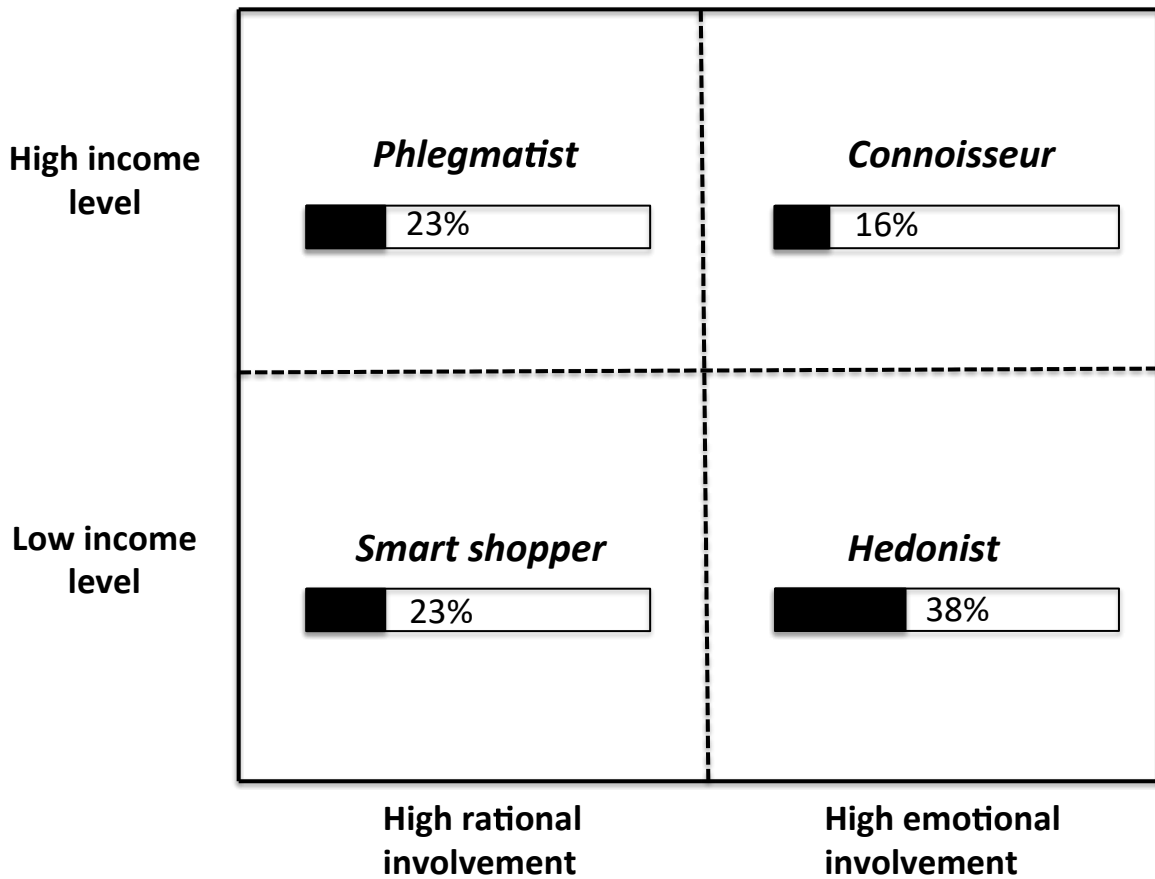 High income
level
Phlegmatist
23%
Connoisseur
16%
Low income
level
Smart shopper
23%
Hedonist
38%
High rational
involvement
High emotional
involvement